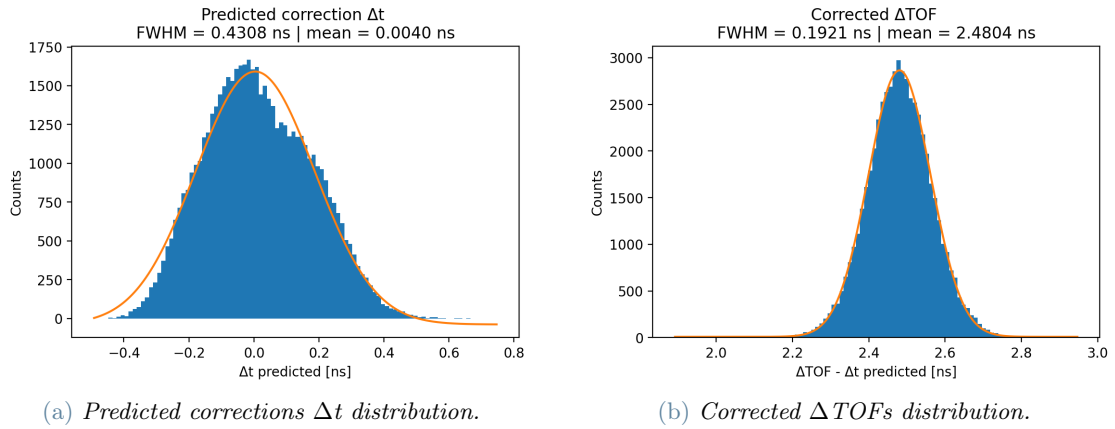 Predicted correction Δt
FWHM = 0.4308 ns | mean = 0.0040 ns
1750
1500
1250
1000
750
500
250
0
Counts
−0.4 −0.2 0.0 0.2 0.4 0.6 0.8
Δt predicted [ns]
(a) Predicted corrections Δt distribution.
Corrected ΔTOF
FWHM = 0.1921 ns | mean = 2.4804 ns
3000
2500
2000
1500
1000
500
0
Counts
2.0 2.2 2.4 2.6 2.8 3.0
ΔTOF - Δt predicted [ns]
(b) Corrected ΔTOFs distribution.